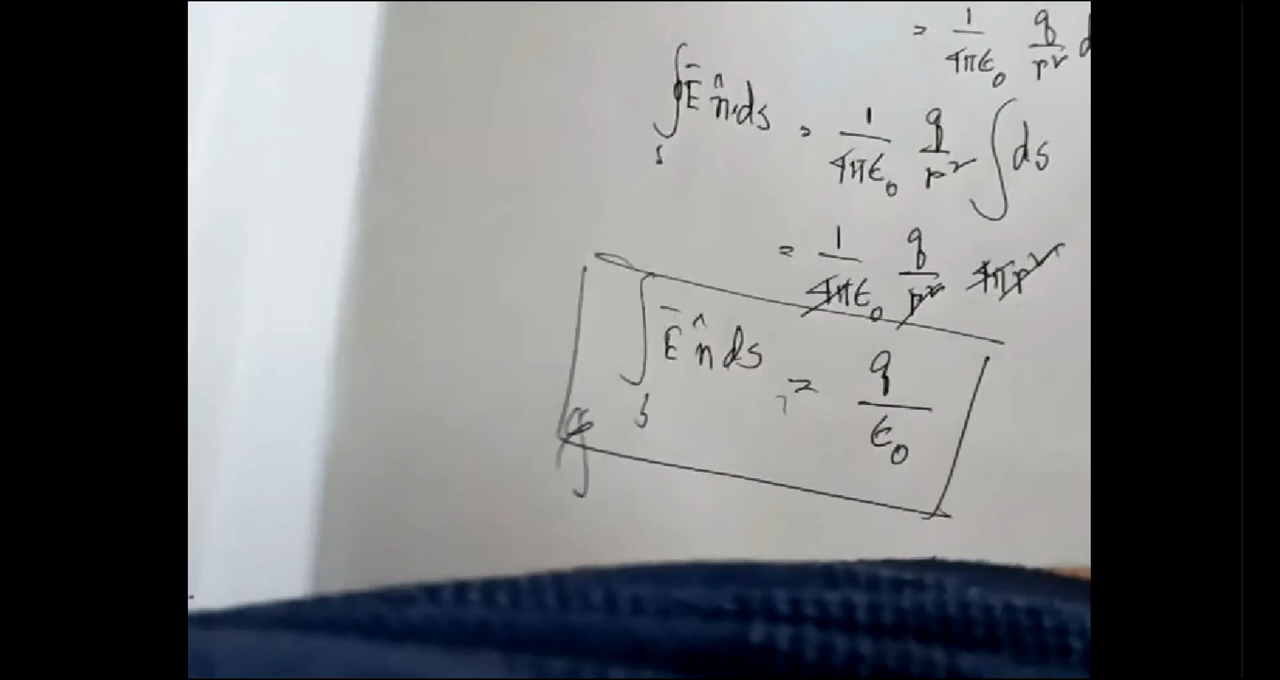 = 1/4πϵ₀ q/r² d
∮ₛ Ē n̂.ds = 1/4πϵ₀ q/r² ∫ds
= 1/4πϵ₀ q/r² 4πr²
∫ₛ Ē n̂ ds = q/ϵ₀